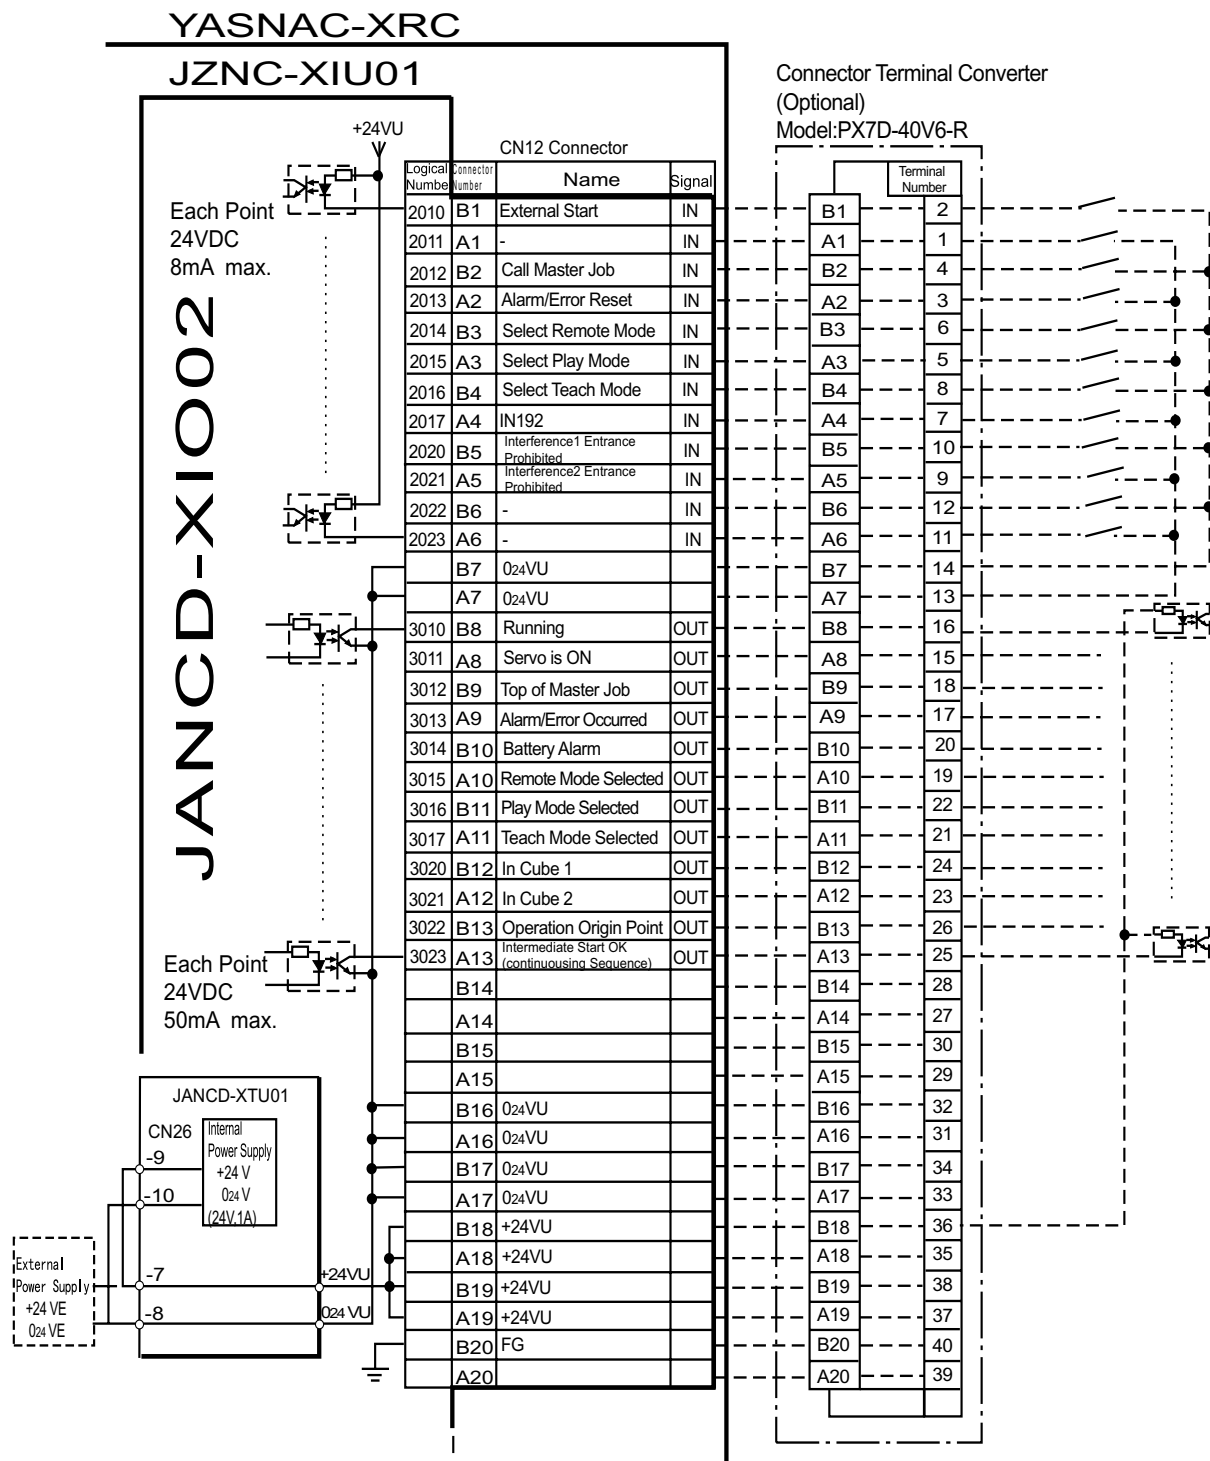 YASNAC-XRC
JZNC-XIU01
JANCD-XIO02
Connector Terminal Converter
(Optional)
Model:PX7D-40V6-R
+24VU
Each Point
24VDC
8mA max.
CN12 Connector
Logical Numbe Connector Number Name Signal
Terminal Number
2010 B1 External Start IN B1 2
2011 A1 - IN A1 1
2012 B2 Call Master Job IN B2 4
2013 A2 Alarm/Error Reset IN A2 3
2014 B3 Select Remote Mode IN B3 6
2015 A3 Select Play Mode IN A3 5
2016 B4 Select Teach Mode IN B4 8
2017 A4 IN192 IN A4 7
2020 B5 Interference1 Entrance Prohibited IN B5 10
2021 A5 Interference2 Entrance Prohibited IN A5 9
2022 B6 - IN B6 12
2023 A6 - IN A6 11
B7 024VU B7 14
A7 024VU A7 13
3010 B8 Running OUT B8 16
3011 A8 Servo is ON OUT A8 15
3012 B9 Top of Master Job OUT B9 18
3013 A9 Alarm/Error Occurred OUT A9 17
3014 B10 Battery Alarm OUT B10 20
3015 A10 Remote Mode Selected OUT A10 19
3016 B11 Play Mode Selected OUT B11 22
3017 A11 Teach Mode Selected OUT A11 21
3020 B12 In Cube 1 OUT B12 24
3021 A12 In Cube 2 OUT A12 23
3022 B13 Operation Origin Point OUT B13 26
3023 A13 Intermediate Start OK (continuousing Sequence) OUT A13 25
B14 B14 28
A14 A14 27
B15 B15 30
A15 A15 29
B16 024VU B16 32
A16 024VU A16 31
B17 024VU B17 34
A17 024VU A17 33
B18 +24VU B18 36
A18 +24VU A18 35
B19 +24VU B19 38
A19 +24VU A19 37
B20 FG B20 40
A20 A20 39
Each Point
24VDC
50mA max.
JANCD-XTU01
CN26
Internal
Power Supply
+24 V
024 V
(24V.1A)
-9
-10
-7
-8
+24VU
024 VU
External
Power Supply
+24 VE
024 VE